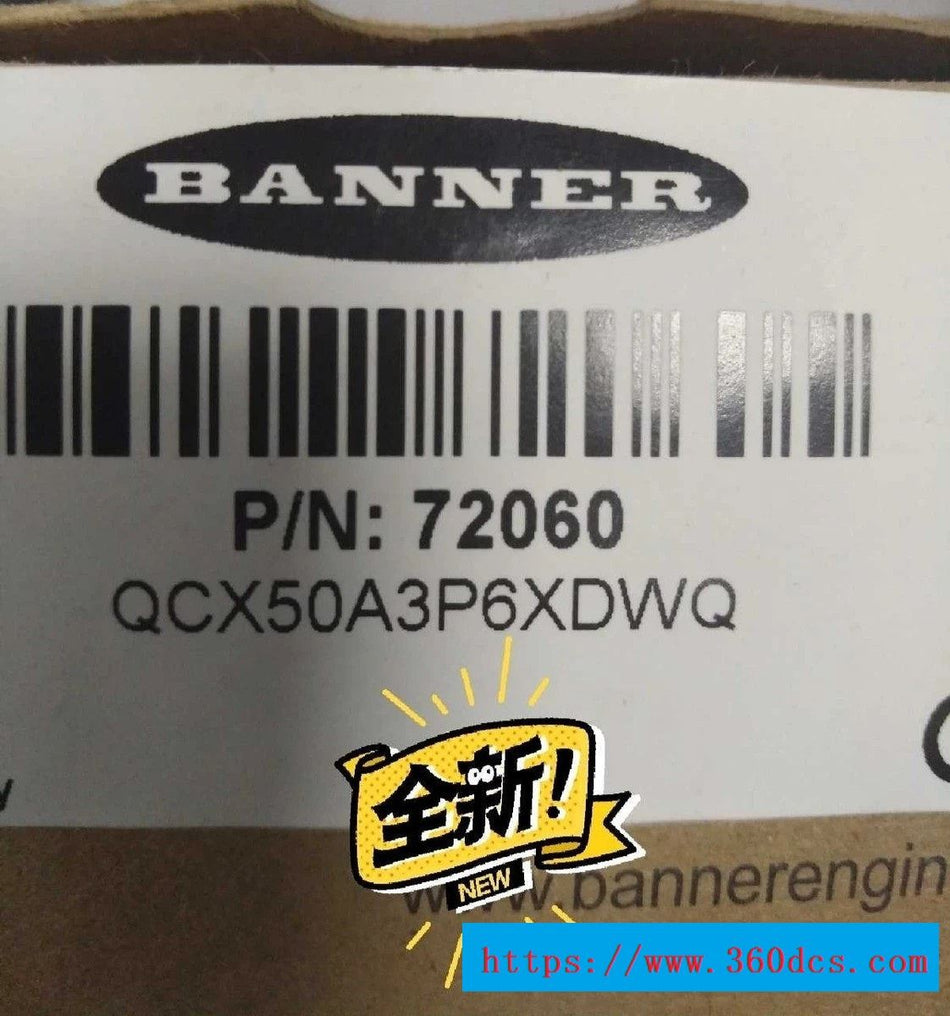 BANNER
P/N: 72060
QCX50A3P6XDWQ
全新!
NEW
www.bannerengin
https://www.360dcs.com